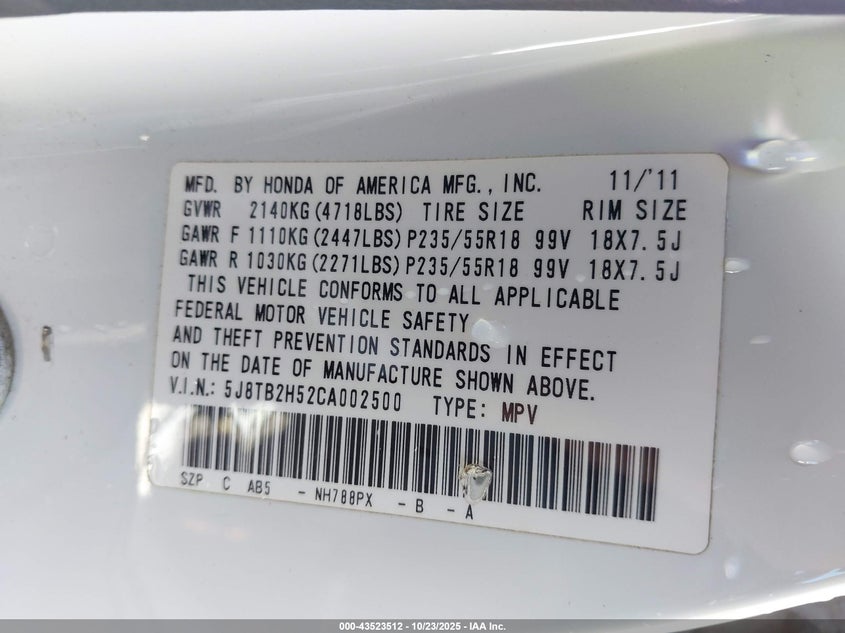 MFD. BY HONDA OF AMERICA MFG., INC. 11/'11
GVWR 2140KG(4718LBS) TIRE SIZE RIM SIZE
GAWR F 1110KG(2447LBS)P235/55R18 99V 18X7.5J
GAWR R 1030KG(2271LBS)P235/55R18 99V 18X7.5J
THIS VEHICLE CONFORMS TO ALL APPLICABLE
FEDERAL MOTOR VEHICLE SAFETY
AND THEFT PREVENTION STANDARDS IN EFFECT
ON THE DATE OF MANUFACTURE SHOWN ABOVE.
V.I.N.: 5J8TB2H52CA002500 TYPE: MPV
SZP C AB5 - NH788PX - B - A
000-43523512 - 10/23/2025 - IAA Inc.